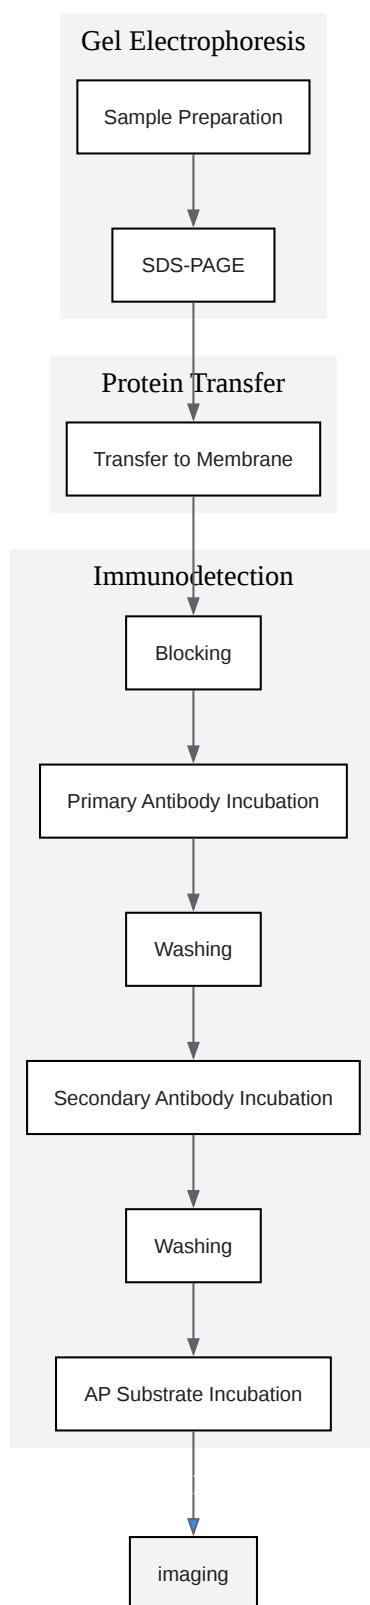 Gel Electrophoresis
Sample Preparation
SDS-PAGE
Protein Transfer
Transfer to Membrane
Immunodetection
Blocking
Primary Antibody Incubation
Washing
Secondary Antibody Incubation
Washing
AP Substrate Incubation
imaging